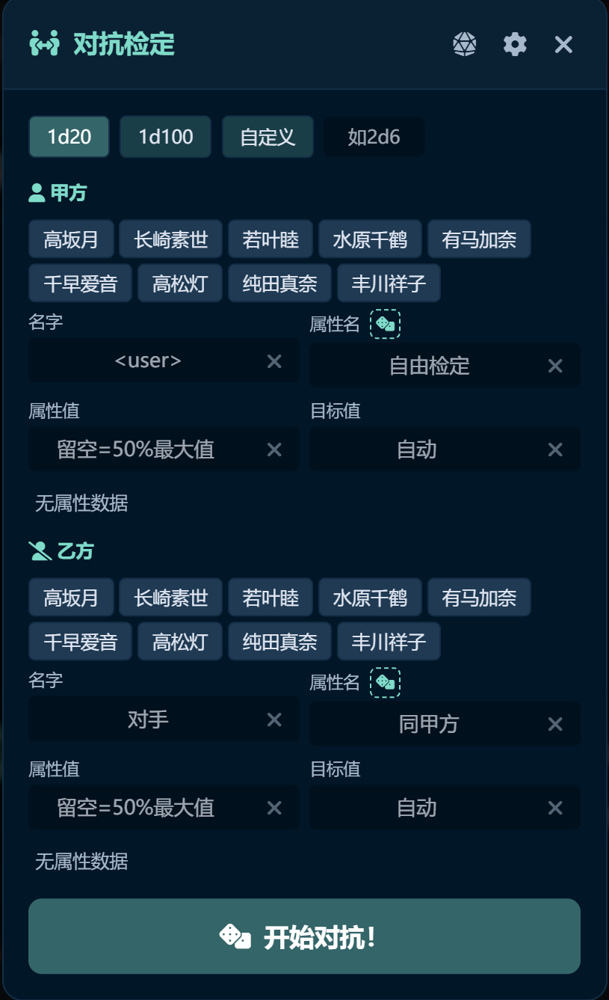 对抗检定
1d20 1d100 自定义 如2d6
甲方
高坂月 长崎素世 若叶睦 水原千鹤 有马加奈
千早爱音 高松灯 纯田真奈 丰川祥子
名字 属性名
<user> 自由检定
属性值 目标值
留空=50%最大值 自动
无属性数据
乙方
高坂月 长崎素世 若叶睦 水原千鹤 有马加奈
千早爱音 高松灯 纯田真奈 丰川祥子
名字 属性名
对手 同甲方
属性值 目标值
留空=50%最大值 自动
无属性数据
开始对抗!